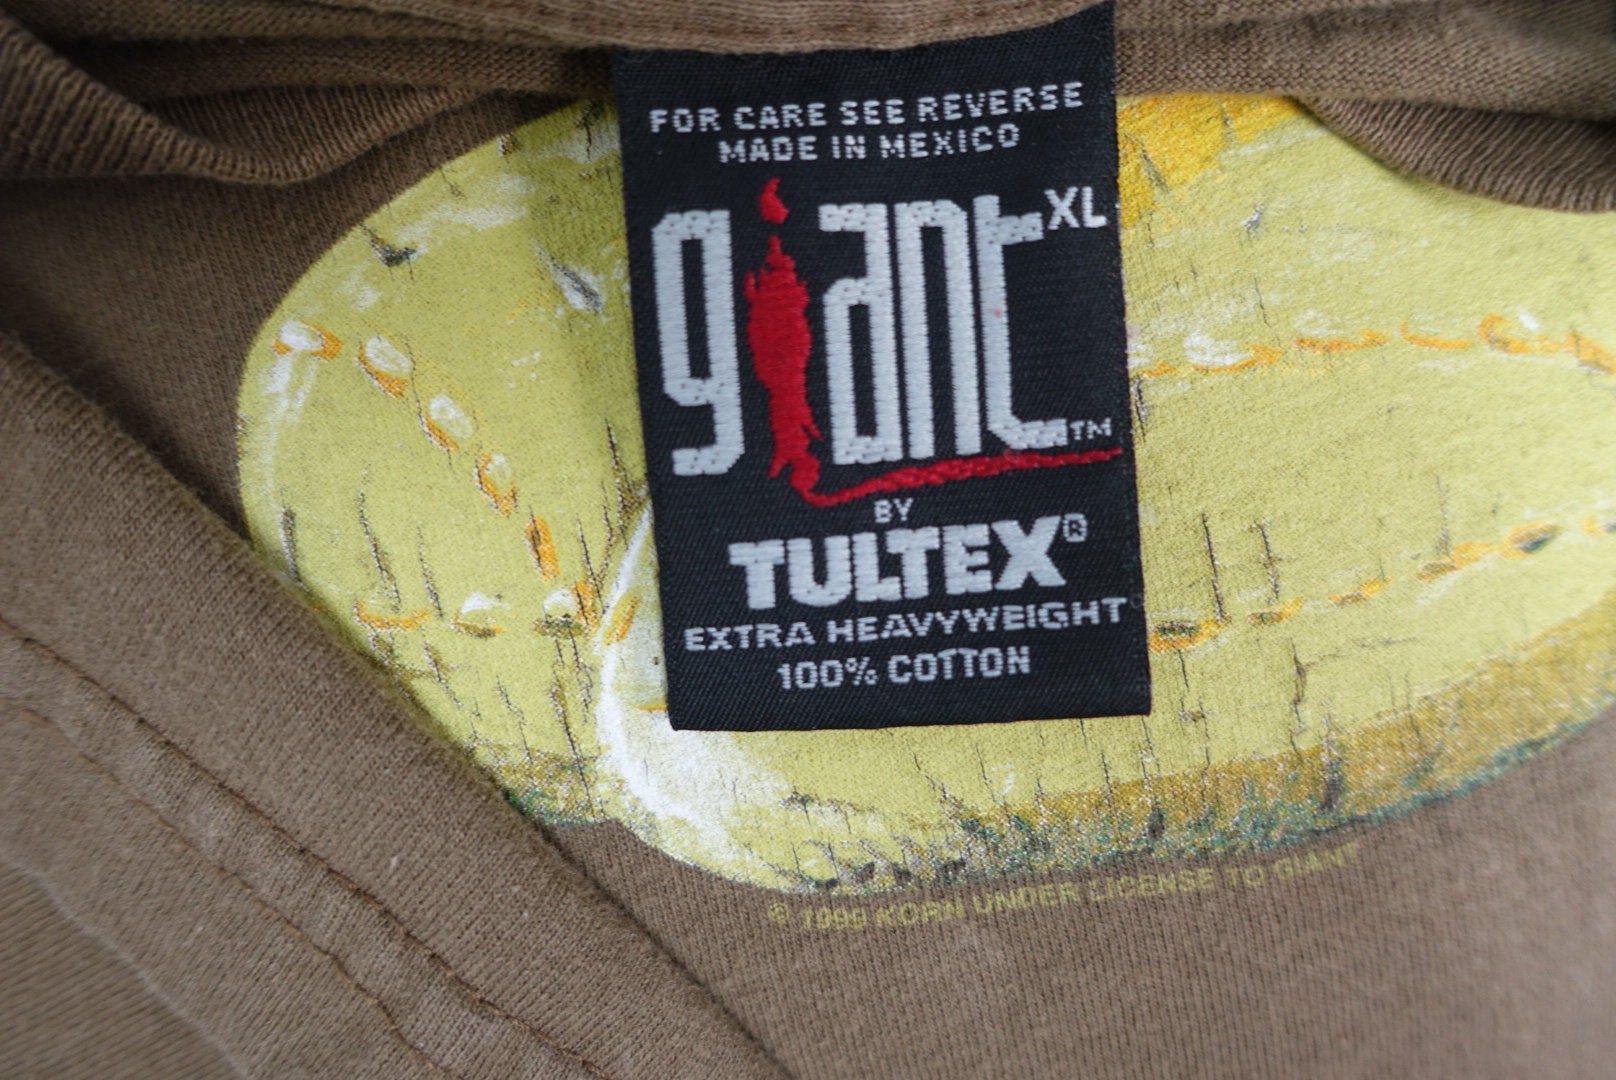 FOR CARE SEE REVERSE
MADE IN MEXICO
giant XL
TM
BY
TULTEX®
EXTRA HEAVYWEIGHT
100% COTTON
© 1999 KORN UNDER LICENSE TO GIANT